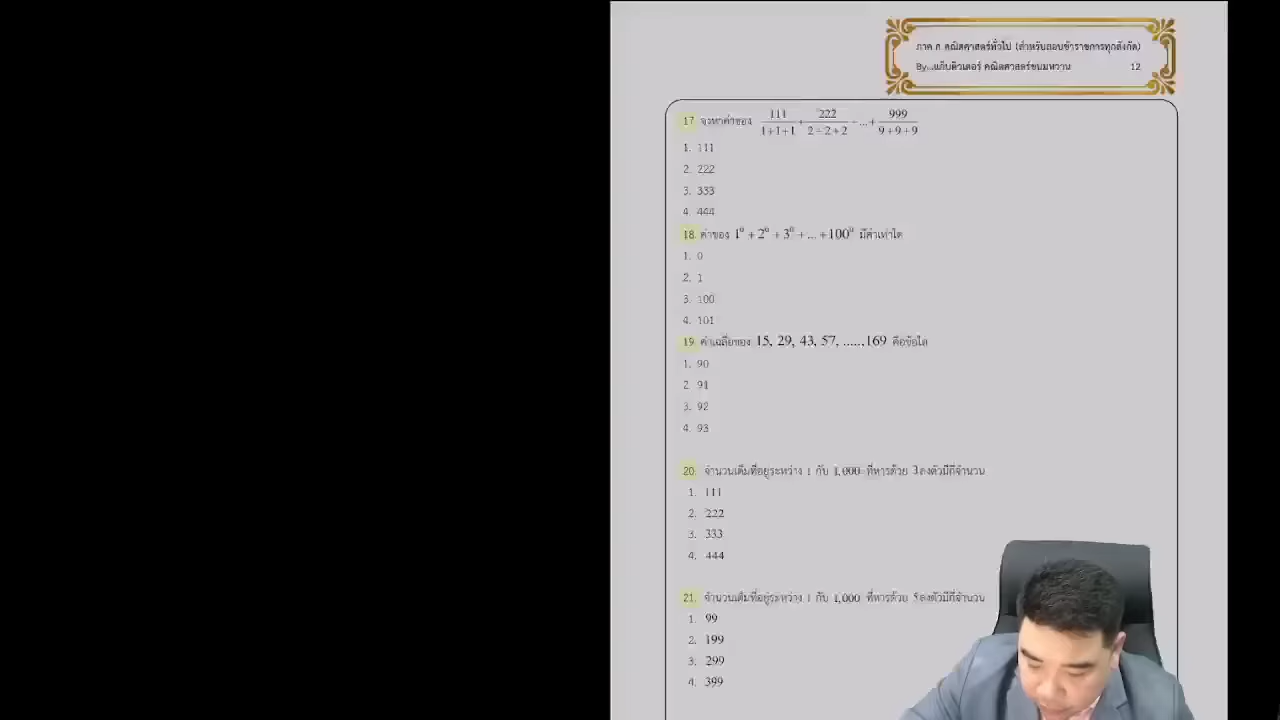 ภาค ก คณิตศาสตร์ทั่วไป (สำหรับสอบข้าราชการทุกสังกัด)
By...แก๊บติวเตอร์ คณิตศาสตร์ขนมหวาน 12
17 จงหาค่าของ 111/(1+1+1) + 222/(2+2+2) + ... + 999/(9+9+9)
1. 111
2. 222
3. 333
4. 444
18. ค่าของ 1⁰ + 2⁰ + 3⁰ + ... + 100⁰ มีค่าเท่าใด
1. 0
2. 1
3. 100
4. 101
19. ค่าเฉลี่ยของ 15, 29, 43, 57, ......,169 คือข้อใด
1. 90
2 91
3. 92
4. 93
20. จำนวนเต็มที่อยู่ระหว่าง 1 กับ 1,000 ที่หารด้วย 3 ลงตัวมีกี่จำนวน
1. 111
2. 222
3. 333
4. 444
21. จำนวนเต็มที่อยู่ระหว่าง 1 กับ 1,000 ที่หารด้วย 5 ลงตัวมีกี่จำนวน
1. 99
2. 199
3. 299
4. 399